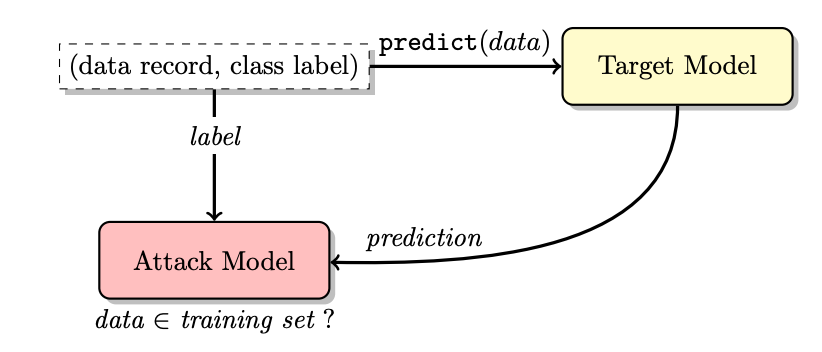 predict(data)
(data record, class label)
Target Model
label
prediction
Attack Model
data ∈ training set ?